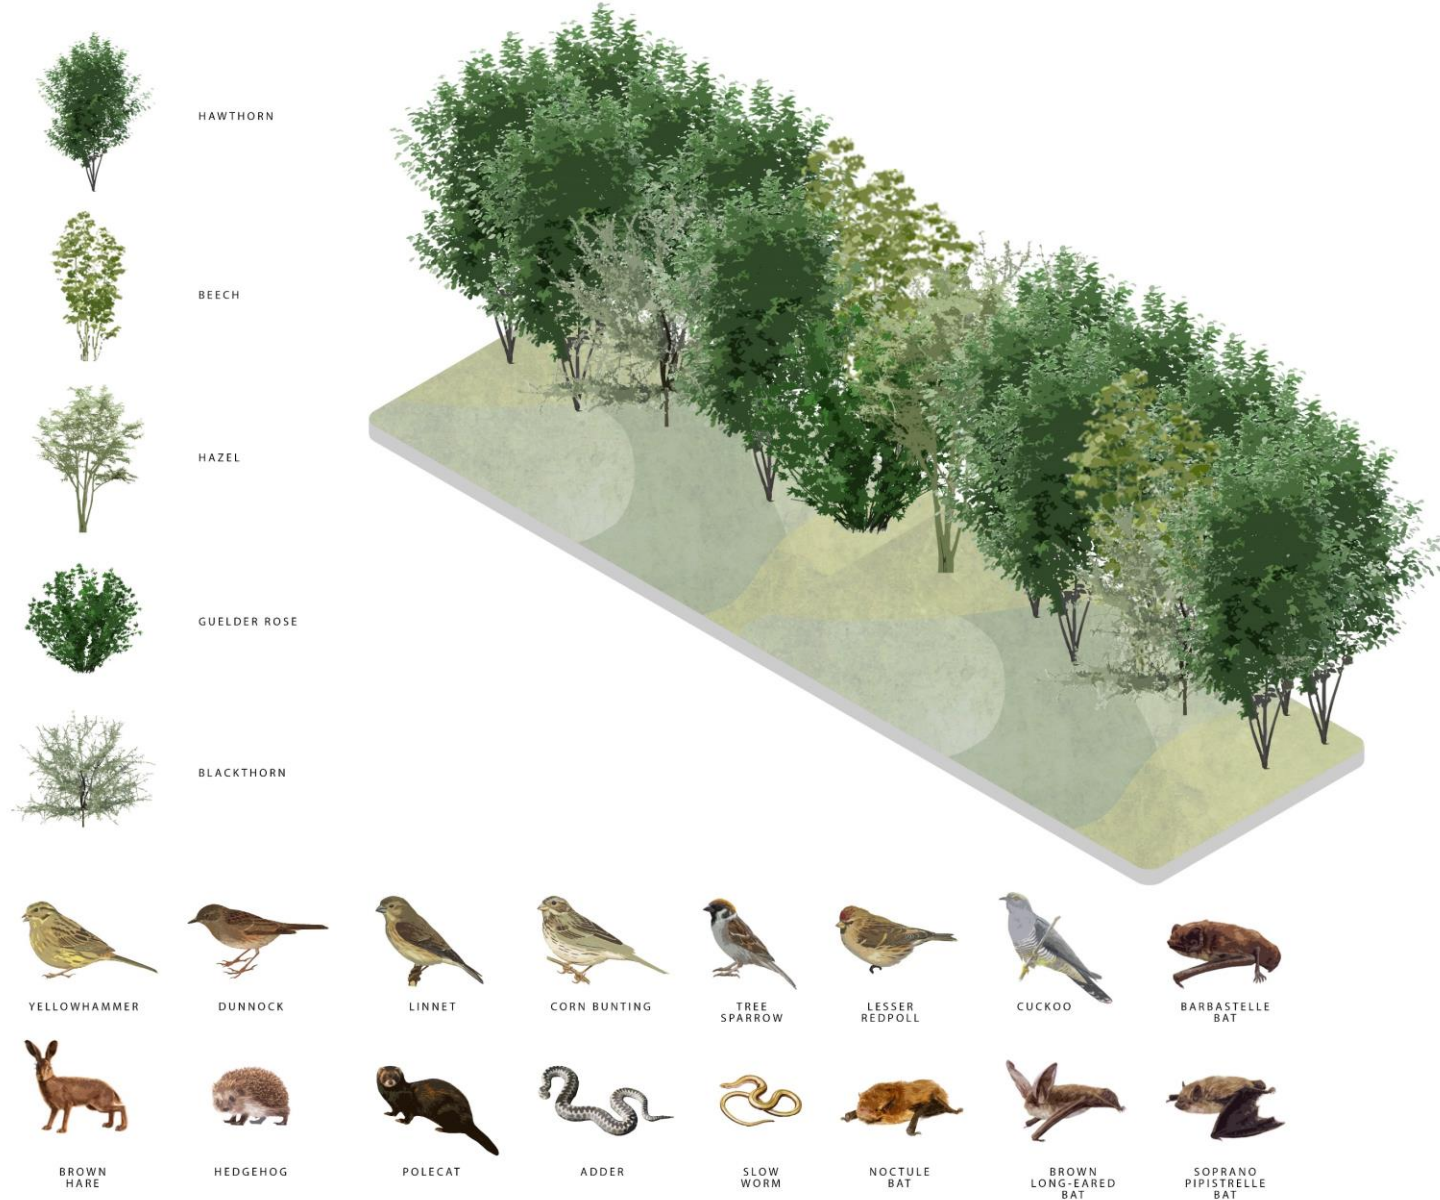 HAWTHORN
BEECH
HAZEL
GUELDER ROSE
BLACKTHORN
YELLOWHAMMER
DUNNOCK
LINNET
CORN BUNTING
TREE
SPARROW
LESSER
REDPOLL
CUCKOO
BARBASTELLE
BAT
BROWN
HARE
HEDGEHOG
POLECAT
ADDER
SLOW
WORM
NOCTULE
BAT
BROWN
LONG-EARED
BAT
SOPRANO
PIPISTRELLE
BAT